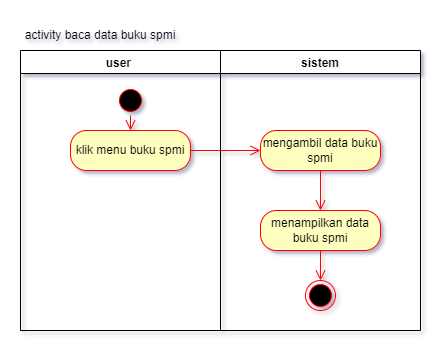 activity baca data buku spmi
user
sistem
klik menu buku spmi
mengambil data buku
spmi
menampilkan data
buku spmi